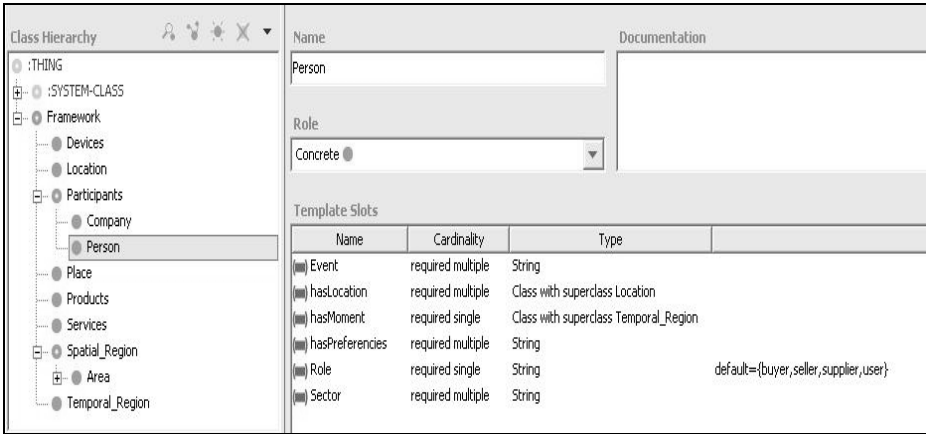 Class Hierarchy
:THING
:SYSTEM-CLASS
Framework
Devices
Location
Participants
Company
Person
Place
Products
Services
Spatial_Region
Area
Temporal_Region
Name
Person
Documentation
Role
Concrete
Template Slots
Name Cardinality Type
Event required multiple String
hasLocation required multiple Class with superclass Location
hasMoment required single Class with superclass Temporal_Region
hasPreferencies required multiple String
Role required single String default={buyer,seller,supplier,user}
Sector required multiple String